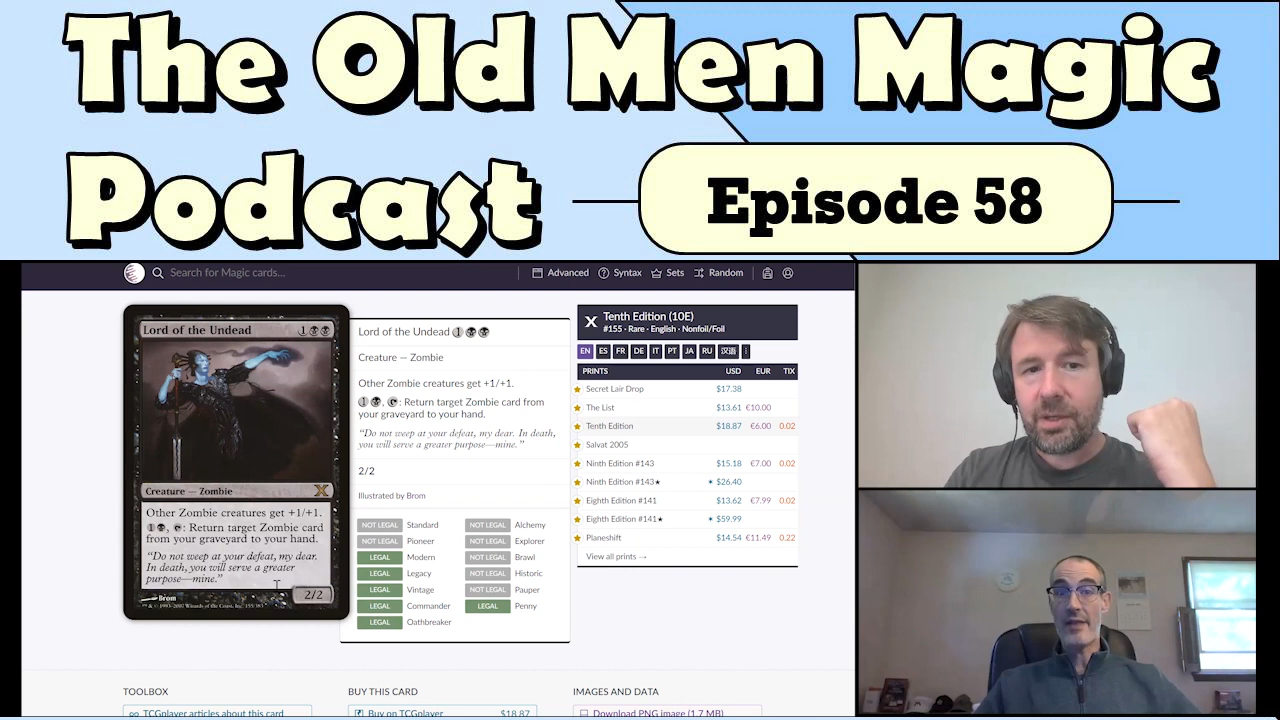 The Old Men Magic
Podcast
Episode 58
Search for Magic cards...
Advanced
Syntax
Sets
Random
Lord of the Undead 1
Creature — Zombie
X
Other Zombie creatures get +1/+1.
1 , : Return target Zombie card
from your graveyard to your hand.
“Do not weep at your defeat, my dear.
In death, you will serve a greater
purpose—mine.”
2/2
Brom
Lord of the Undead 1
Creature — Zombie
Other Zombie creatures get +1/+1.
1 , : Return target Zombie card from
your graveyard to your hand.
“Do not weep at your defeat, my dear. In death,
you will serve a greater purpose—mine.”
2/2
Illustrated by Brom
NOT LEGAL Standard NOT LEGAL Alchemy
NOT LEGAL Pioneer NOT LEGAL Explorer
LEGAL Modern NOT LEGAL Brawl
LEGAL Legacy NOT LEGAL Historic
LEGAL Vintage NOT LEGAL Pauper
LEGAL Commander LEGAL Penny
LEGAL Oathbreaker
X Tenth Edition (10E)
#155 · Rare · English · Nonfoil/Foil
EN ES FR DE IT PT JA RU 汉语
PRINTS USD EUR TIX
Secret Lair Drop $17.38
The List $13.61 €10.00
Tenth Edition $18.87 €6.00 0.02
Salvat 2005
Ninth Edition #143 $15.18 €7.00 0.02
Ninth Edition #143★ ✶ $26.40
Eighth Edition #141 $13.62 €7.99 0.02
Eighth Edition #141★ ✶ $59.99
Planeshift $14.54 €11.49 0.22
View all prints →
TOOLBOX
TCGplayer articles about this card
BUY THIS CARD
Buy on TCGplayer $18.87
IMAGES AND DATA
Download PNG image (1.7 MB)